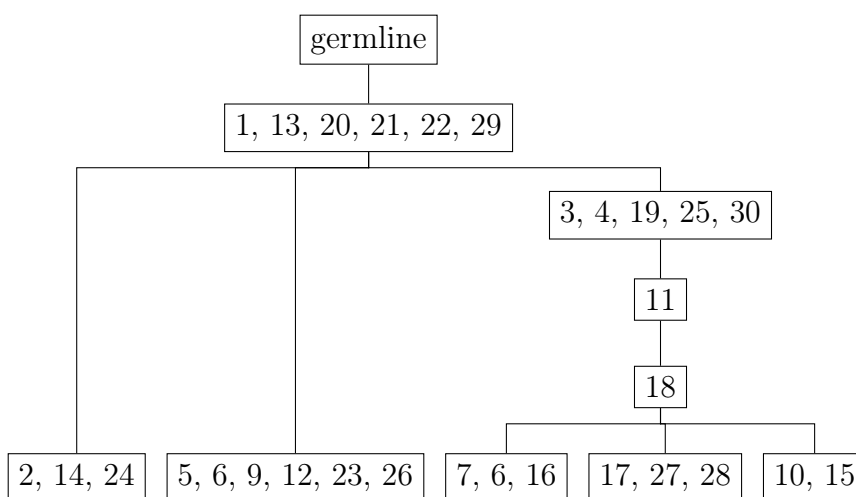 germline
1, 13, 20, 21, 22, 29
3, 4, 19, 25, 30
11
18
2, 14, 24
5, 6, 9, 12, 23, 26
7, 6, 16
17, 27, 28
10, 15